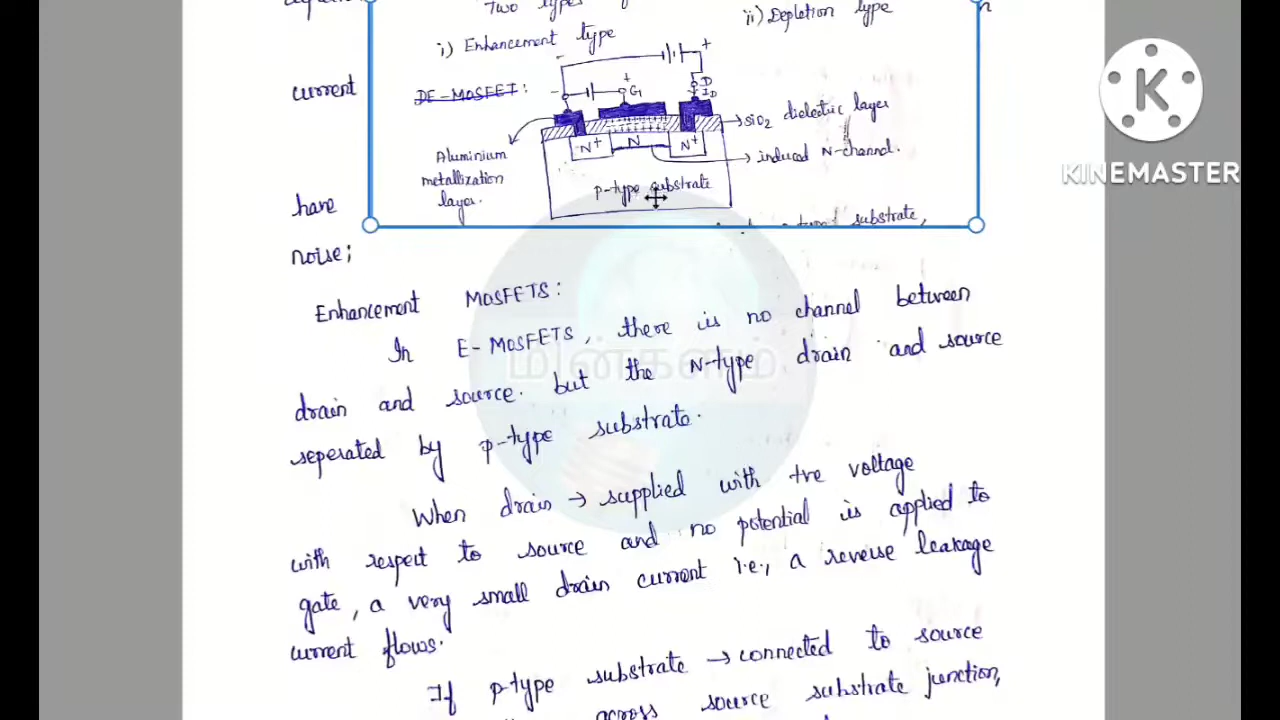 Two types
i) Enhancement type
ii) Depletion type
current
DE-MOSFET:
- + - +
G D
I_D
SiO2 dielectric layer
N+ N N+
induced N-channel.
Aluminium
metallization
layer.
p-type substrate
have
substrate,
noise;
Enhancement MOSFETS:
In E-MOSFETS, there is no channel between
drain and source. but the N-type drain and source
seperated by p-type substrate.
When drain → supplied with +ve voltage
with respect to source and no potential is applied to
gate, a very small drain current i.e., a reverse leakage
current flows.
If p-type substrate → connected to source
across source substrate junction,
மின்களம்
K
KINEMASTER